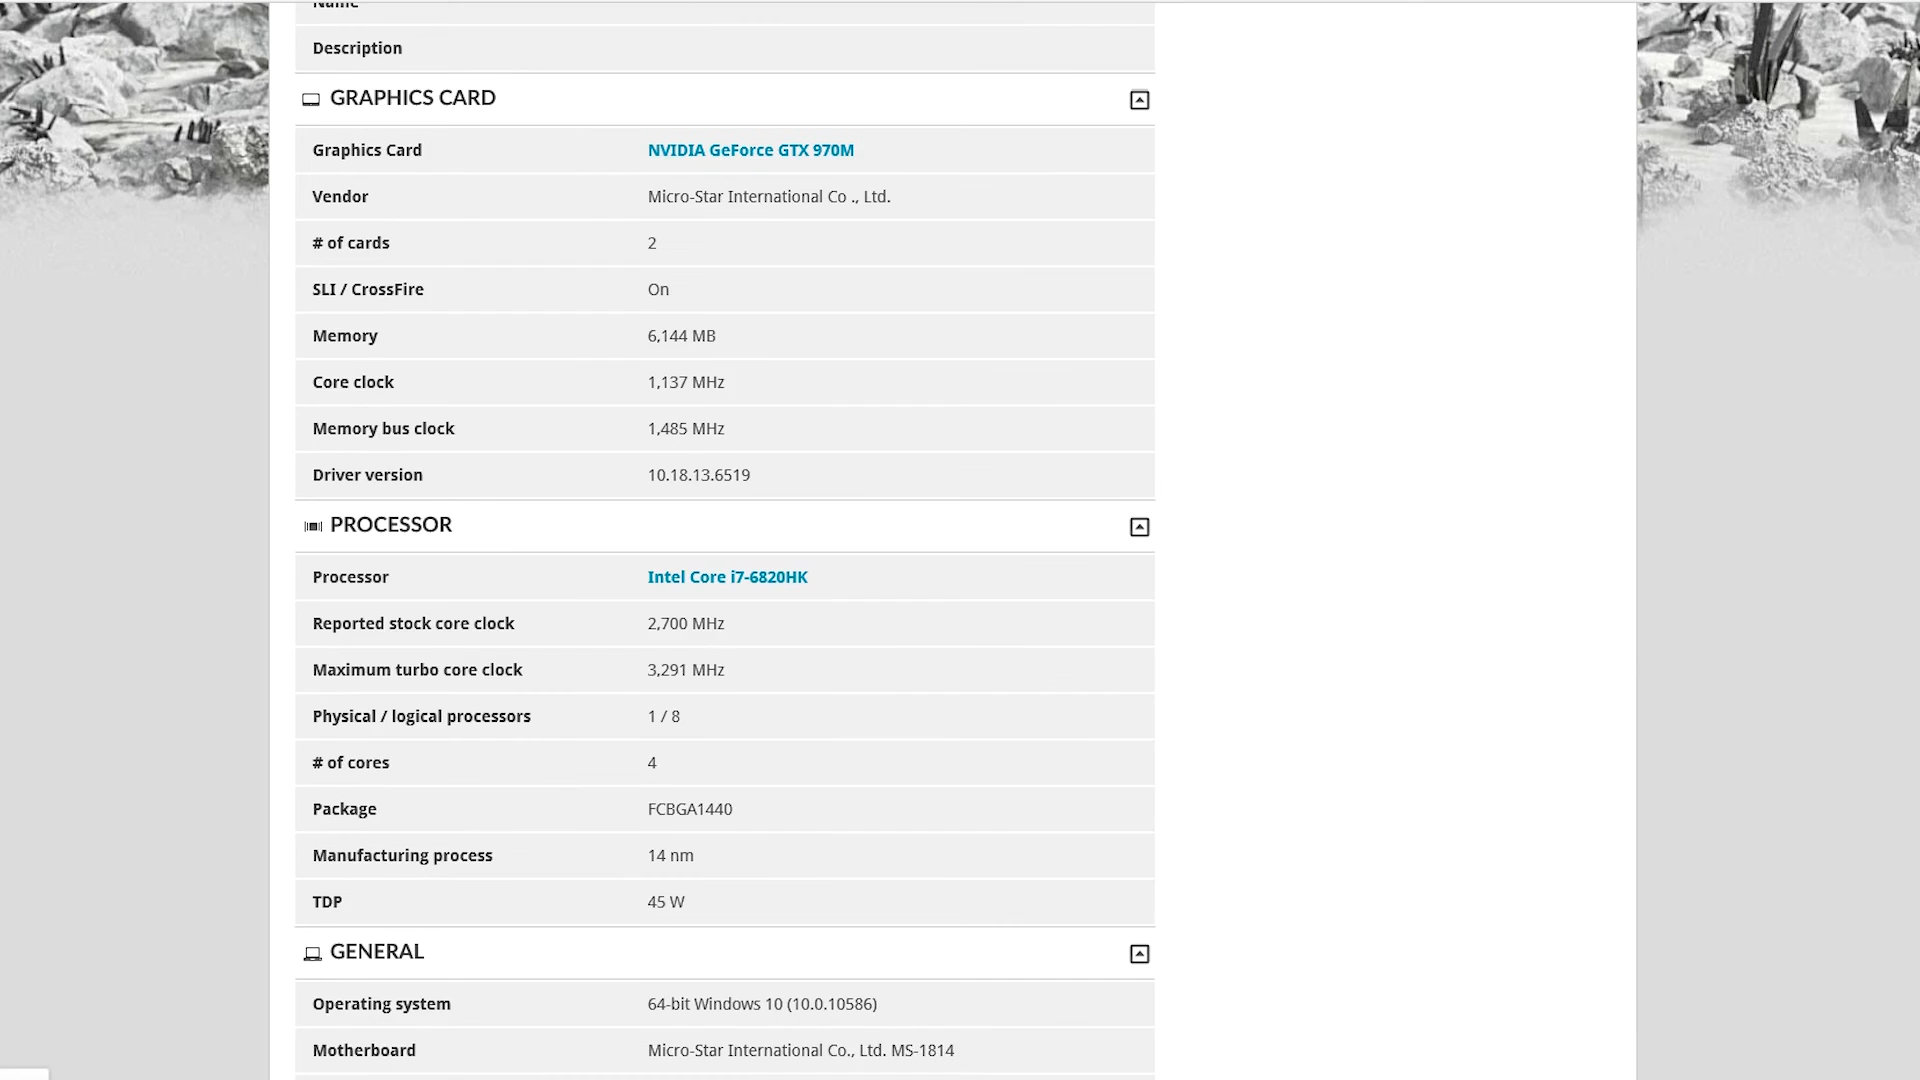 Name
Description
GRAPHICS CARD
Graphics Card NVIDIA GeForce GTX 970M
Vendor Micro-Star International Co ., Ltd.
# of cards 2
SLI / CrossFire On
Memory 6,144 MB
Core clock 1,137 MHz
Memory bus clock 1,485 MHz
Driver version 10.18.13.6519
PROCESSOR
Processor Intel Core i7-6820HK
Reported stock core clock 2,700 MHz
Maximum turbo core clock 3,291 MHz
Physical / logical processors 1 / 8
# of cores 4
Package FCBGA1440
Manufacturing process 14 nm
TDP 45 W
GENERAL
Operating system 64-bit Windows 10 (10.0.10586)
Motherboard Micro-Star International Co., Ltd. MS-1814